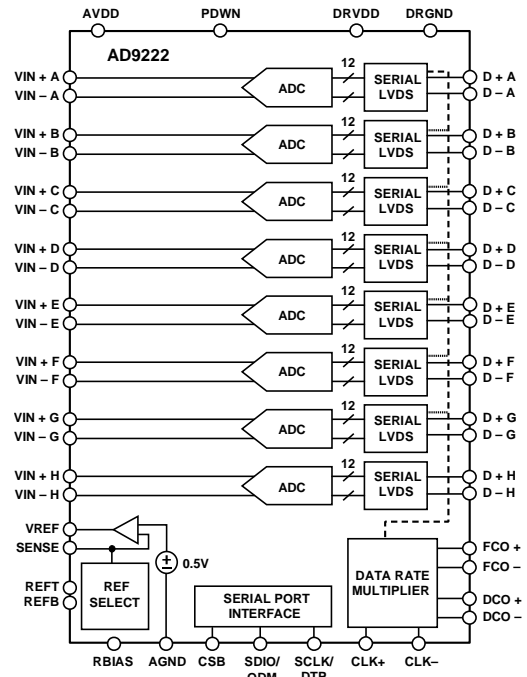 AVDD PDWN DRVDD DRGND
AD9222
VIN + A
VIN – A
ADC
12
SERIAL
LVDS
D + A
D – A
VIN + B
VIN – B
ADC
12
SERIAL
LVDS
D + B
D – B
VIN + C
VIN – C
ADC
12
SERIAL
LVDS
D + C
D – C
VIN + D
VIN – D
ADC
12
SERIAL
LVDS
D + D
D – D
VIN + E
VIN – E
ADC
12
SERIAL
LVDS
D + E
D – E
VIN + F
VIN – F
ADC
12
SERIAL
LVDS
D + F
D – F
VIN + G
VIN – G
ADC
12
SERIAL
LVDS
D + G
D – G
VIN + H
VIN – H
ADC
12
SERIAL
LVDS
D + H
D – H
VREF
SENSE
0.5V
REFT
REFB
REF
SELECT
SERIAL PORT
INTERFACE
DATA RATE
MULTIPLIER
FCO +
FCO –
DCO +
DCO –
RBIAS AGND CSB SDIO/ SCLK/ CLK+ CLK–
ODM DTP